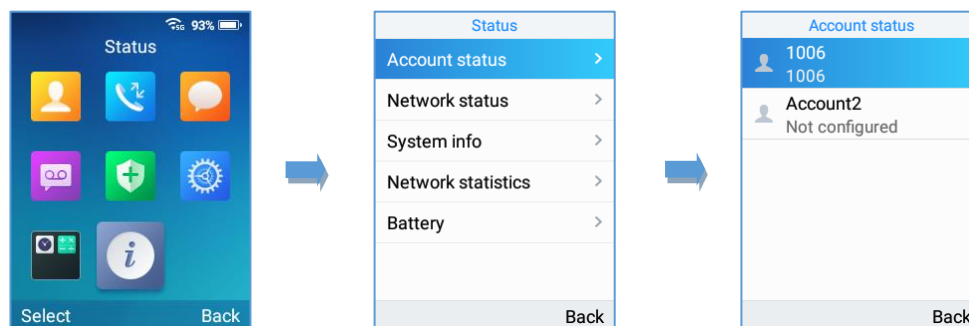 5G 93%
Status
i
Select Back
Status
Account status
Network status
System info
Network statistics
Battery
Back
Account status
1006
1006
Account2
Not configured
Back